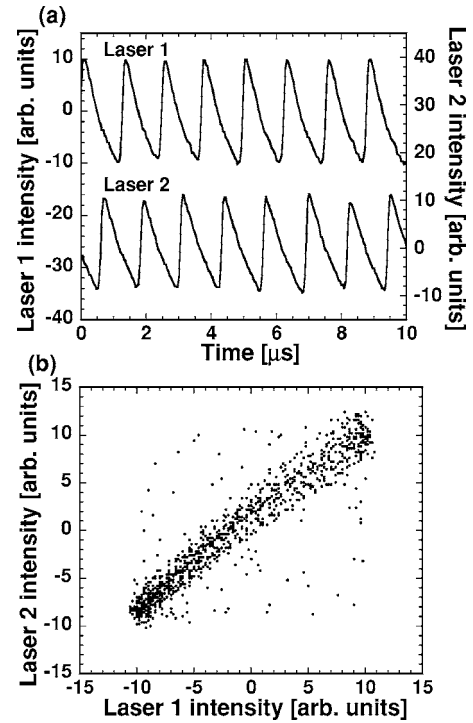 (a)
Laser 1 intensity [arb. units]
10
0
-10
-20
-30
-40
Laser 1
Laser 2
40
30
20
10
0
-10
Laser 2 intensity [arb. units]
0 2 4 6 8 10
Time [μs]
(b)
Laser 2 intensity [arb. units]
15
10
5
0
-5
-10
-15
-15 -10 -5 0 5 10 15
Laser 1 intensity [arb. units]